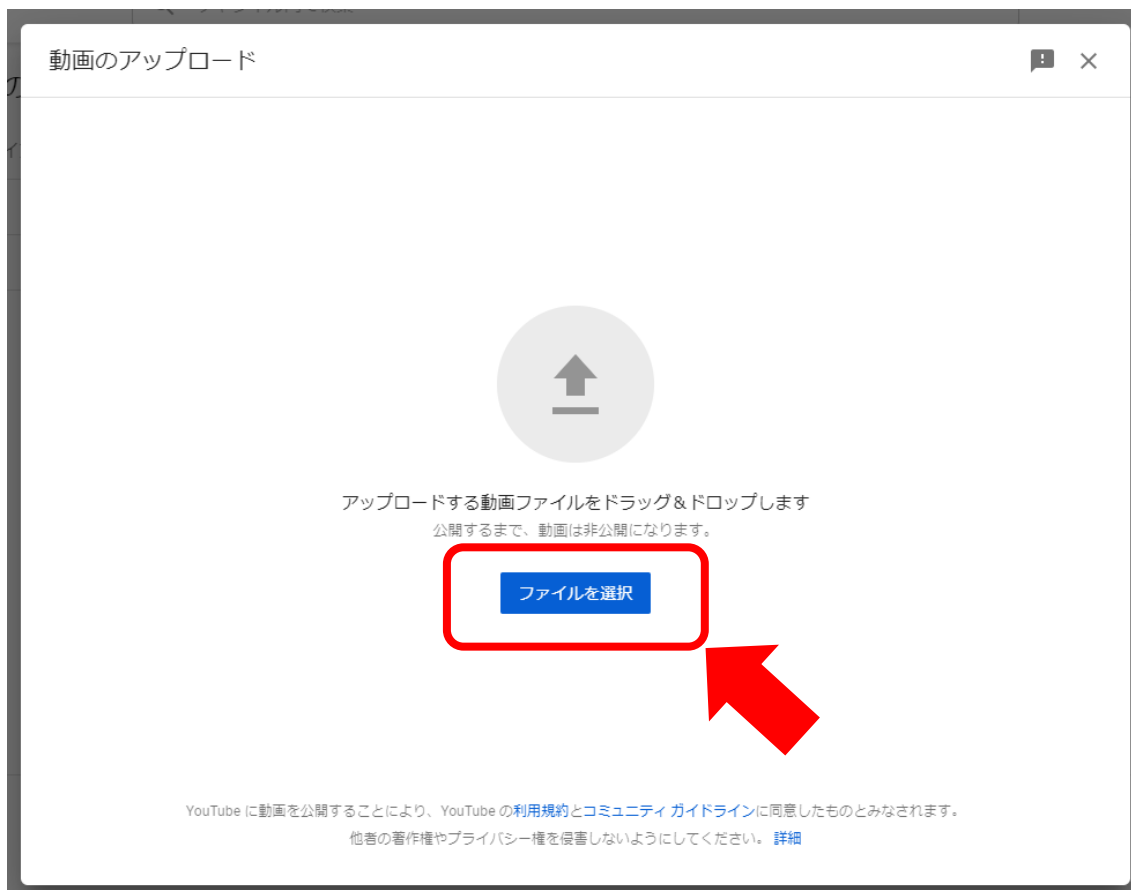 動画のアップロード
アップロードする動画ファイルをドラッグ＆ドロップします
公開するまで、動画は非公開になります。
ファイルを選択
YouTube に動画を公開することにより、YouTube の利用規約とコミュニティ ガイドラインに同意したものとみなされます。
他者の著作権やプライバシー権を侵害しないようにしてください。 詳細